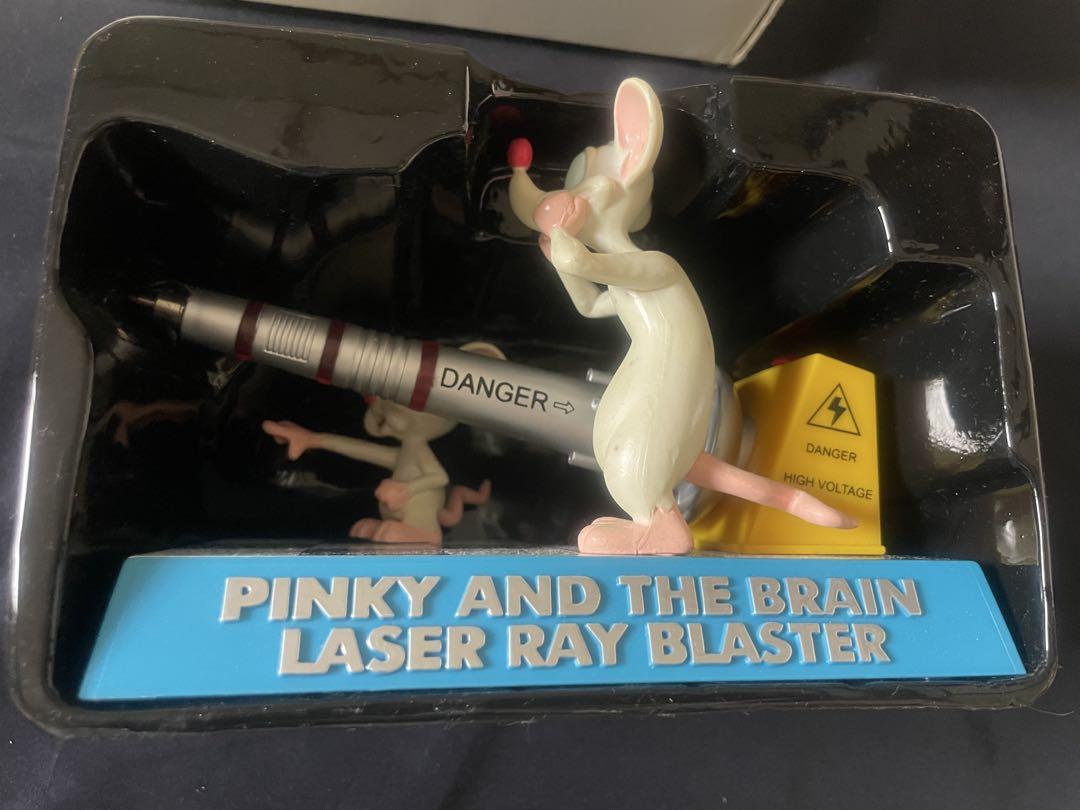 DANGER ⇨
DANGER
HIGH VOLTAGE
PINKY AND THE BRAIN
LASER RAY BLASTER